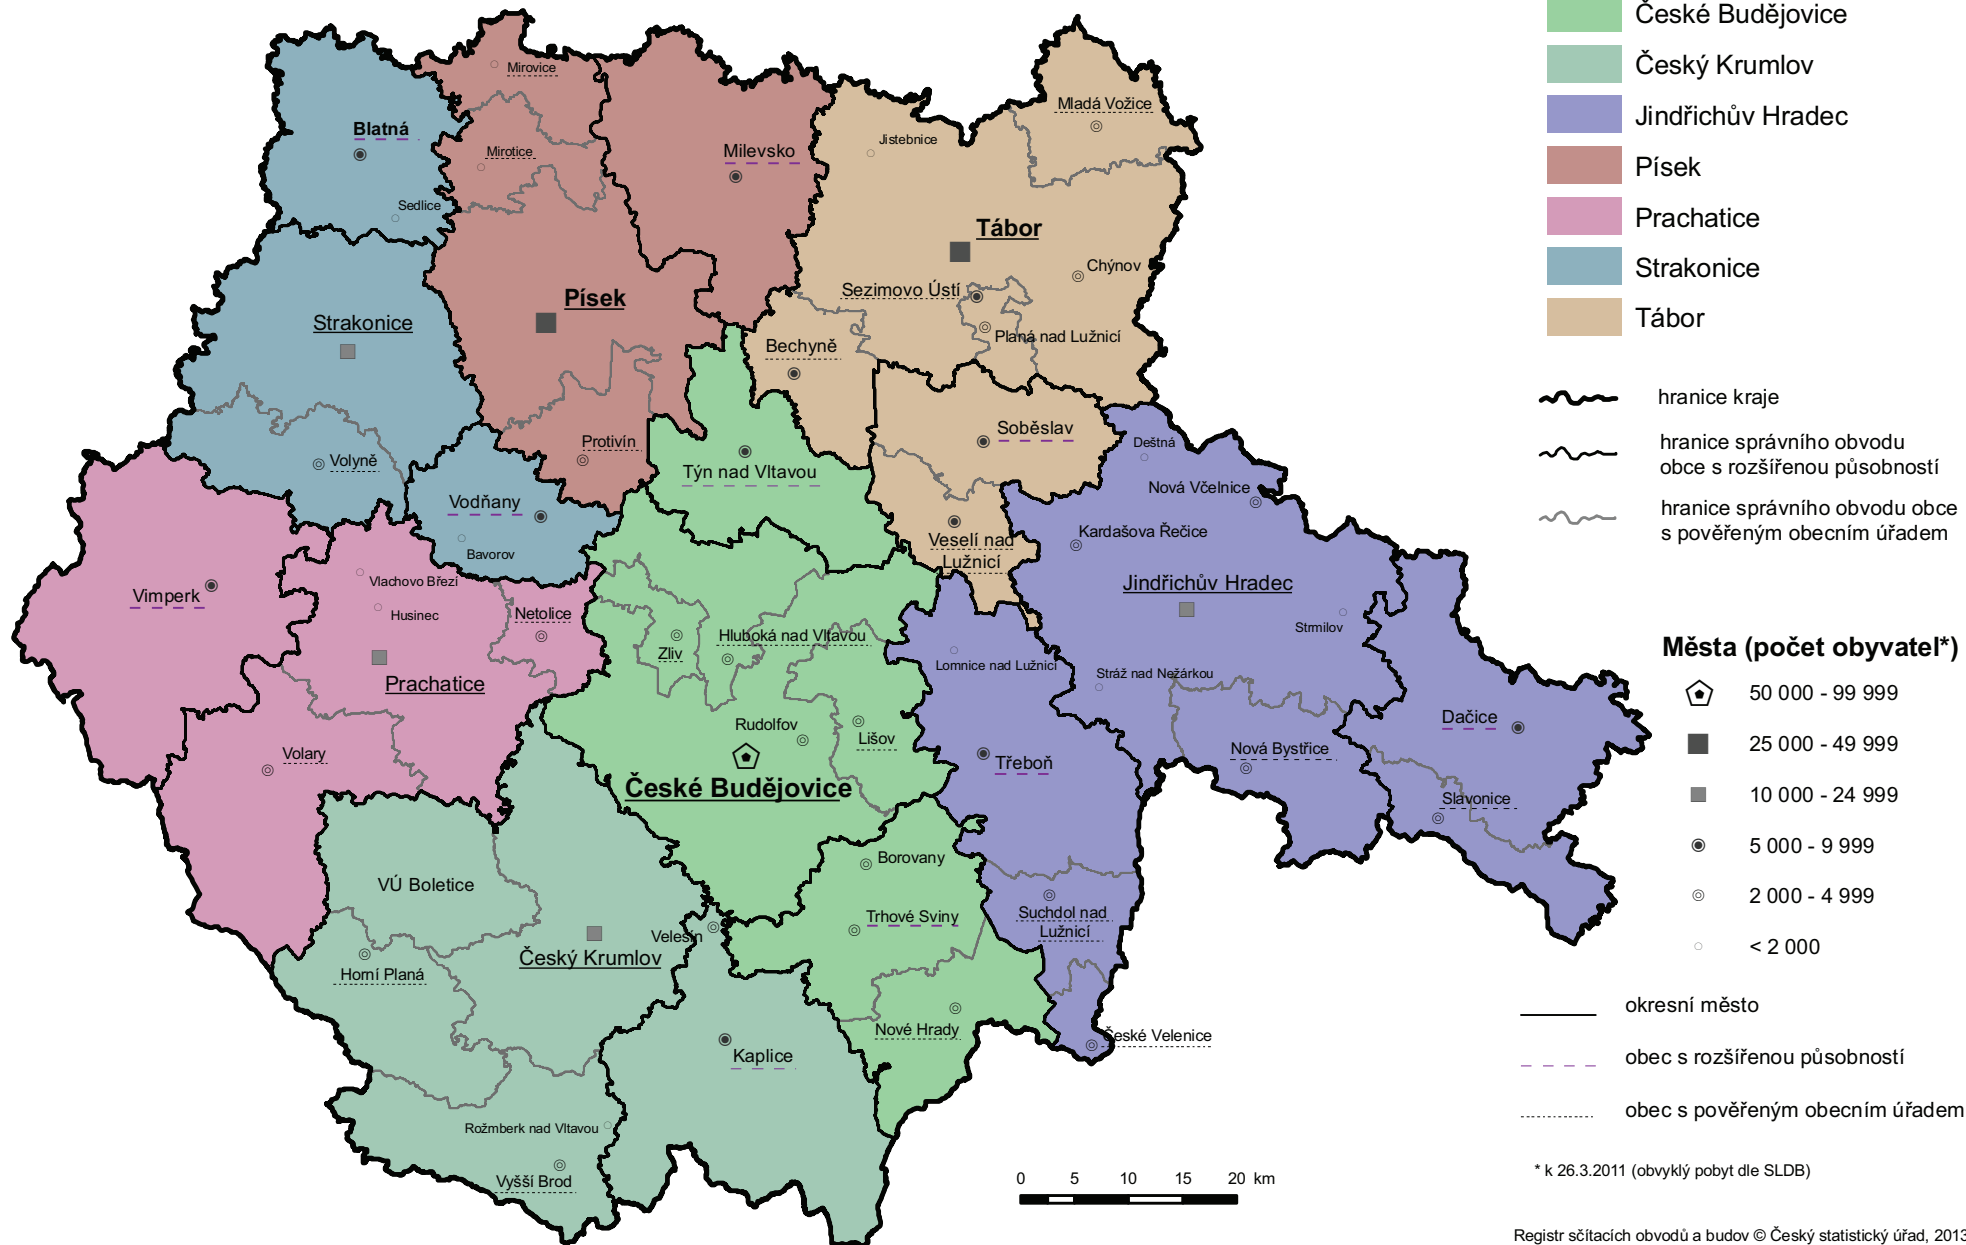 Mirovice
Blatná
Mirotice
Sedlice
Milevsko
Mladá Vožice
Jistebnice
Tábor
Chýnov
Sezimovo Ústí
Planá nad Lužnicí
Písek
Strakonice
Bechyně
Soběslav
Protivín
Volyně
Týn nad Vltavou
Vodňany
Bavorov
Veselí nad
Lužnicí
Deštná
Nová Včelnice
Kardašova Řečice
Jindřichův Hradec
Strmilov
Stráž nad Nežárkou
Lomnice nad Lužnicí
Vimperk
Vlachovo Březí
Husinec
Netolice
Prachatice
Zliv
Hluboká nad Vltavou
Rudolfov
Lišov
České Budějovice
Třeboň
Nová Bystřice
Dačice
Slavonice
Volary
VÚ Boletice
Horní Planá
Český Krumlov
Velesín
Borovany
Trhové Sviny
Suchdol nad
Lužnicí
Nové Hrady
České Velenice
Kaplice
Rožmberk nad Vltavou
Vyšší Brod
0 5 10 15 20 km
České Budějovice
Český Krumlov
Jindřichův Hradec
Písek
Prachatice
Strakonice
Tábor
hranice kraje
hranice správního obvodu
obce s rozšířenou působností
hranice správního obvodu obce
s pověřeným obecním úřadem
Města (počet obyvatel*)
50 000 - 99 999
25 000 - 49 999
10 000 - 24 999
5 000 - 9 999
2 000 - 4 999
< 2 000
okresní město
obec s rozšířenou působností
obec s pověřeným obecním úřadem
* k 26.3.2011 (obvyklý pobyt dle SLDB)
Registr sčítacích obvodů a budov © Český statistický úřad, 2013